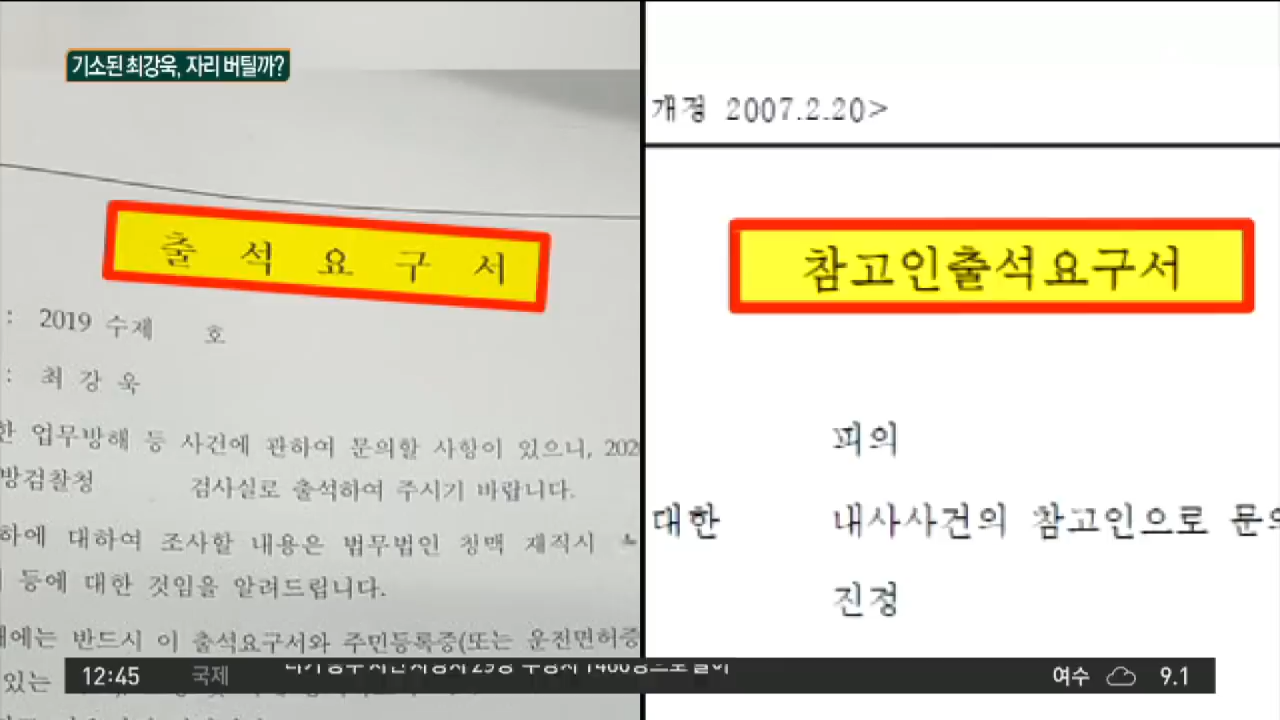 기소된 최강욱, 자리 버틸까?
출 석 요 구 서
: 2019 수제 호
: 최 강 욱
한 업무방해 등 사건에 관하여 문의할 사항이 있으니, 202
방검찰청 검사실로 출석하여 주시기 바랍니다.
하에 대하여 조사할 내용은 법무법인 청맥 재직시
등에 대한 것임을 알려드립니다.
에는 반드시 이 출석요구서와 주민등록증(또는 운전면허증
있는
개정 2007.2.20>
참고인출석요구서
피의
대한 내사사건의 참고인으로 문의
진정
12:45 국제 여수 9.1